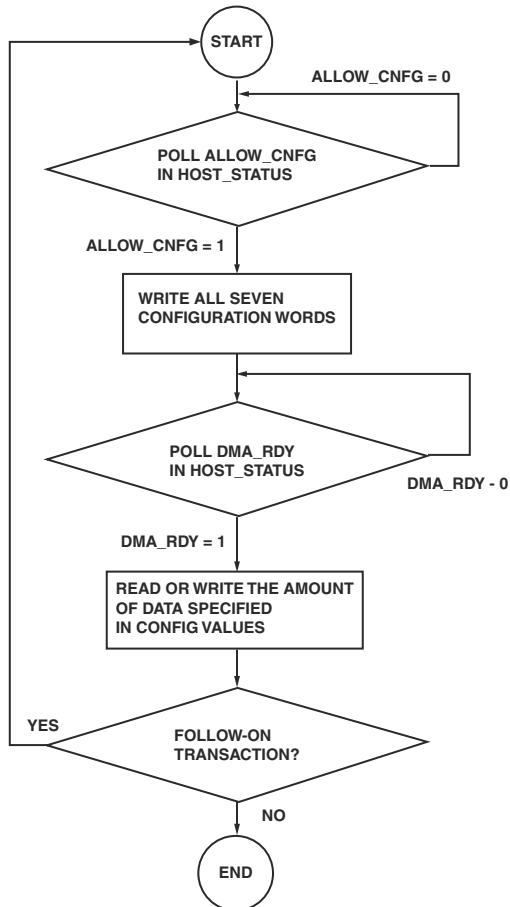 START
ALLOW_CNFG = 0
POLL ALLOW_CNFG
IN HOST_STATUS
ALLOW_CNFG = 1
WRITE ALL SEVEN
CONFIGURATION WORDS
POLL DMA_RDY
IN HOST_STATUS
DMA_RDY - 0
DMA_RDY = 1
READ OR WRITE THE AMOUNT
OF DATA SPECIFIED
IN CONFIG VALUES
YES
FOLLOW-ON
TRANSACTION?
NO
END